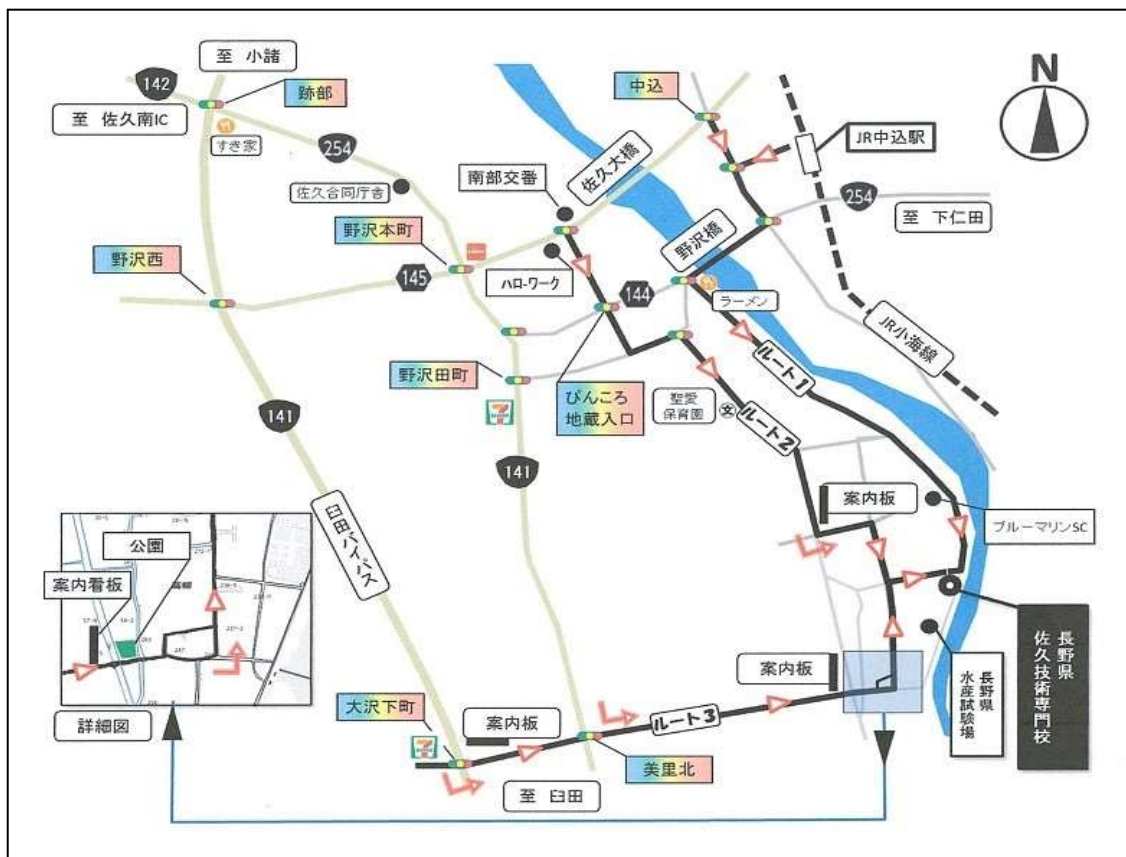 至 小諸
142
跡部
至 佐久南IC
すき家
254
佐久合同庁舎
南部交番
佐久大橋
中込
JR中込駅
N
野沢本町
野沢西
145
ハローワーク
144
野沢橋
254
至 下仁田
ラーメン
JR小海線
野沢田町
ぴんころ
地蔵入口
聖愛
保育園
ルート1
ルート2
141
141
臼田バイパス
案内板
ブルーマリンSC
公園
案内看板
詳細図
長野県
佐久技術専門校
長野県
水産試験場
案内板
大沢下町
案内板
ルート3
美里北
至 臼田